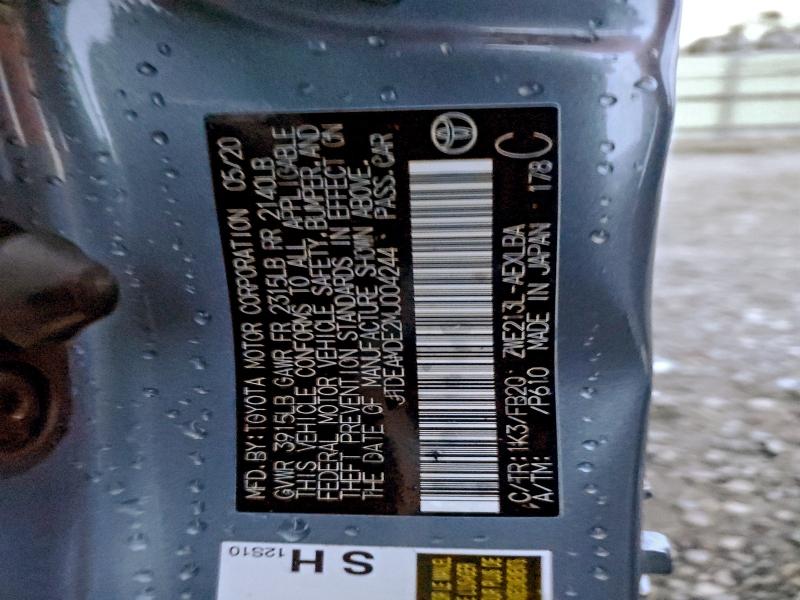 MFD. BY: TOYOTA MOTOR CORPORATION 05/20
GVWR 3915LB GAWR FR 2315LB RR 2140LB
THIS VEHICLE CONFORMS TO ALL APPLICABLE
FEDERAL MOTOR VEHICLE SAFETY, BUMPER, AND
THEFT PREVENTION STANDARDS IN EFFECT ON
THE DATE OF MANUFACTURE SHOWN ABOVE.
JTDEAMDE2MJ004244 PASS. CAR
C/TR: 1K3/FB20 ZWE213L-AEXLBA 178 C
A/TM: /P610 MADE IN JAPAN
SH
12S10